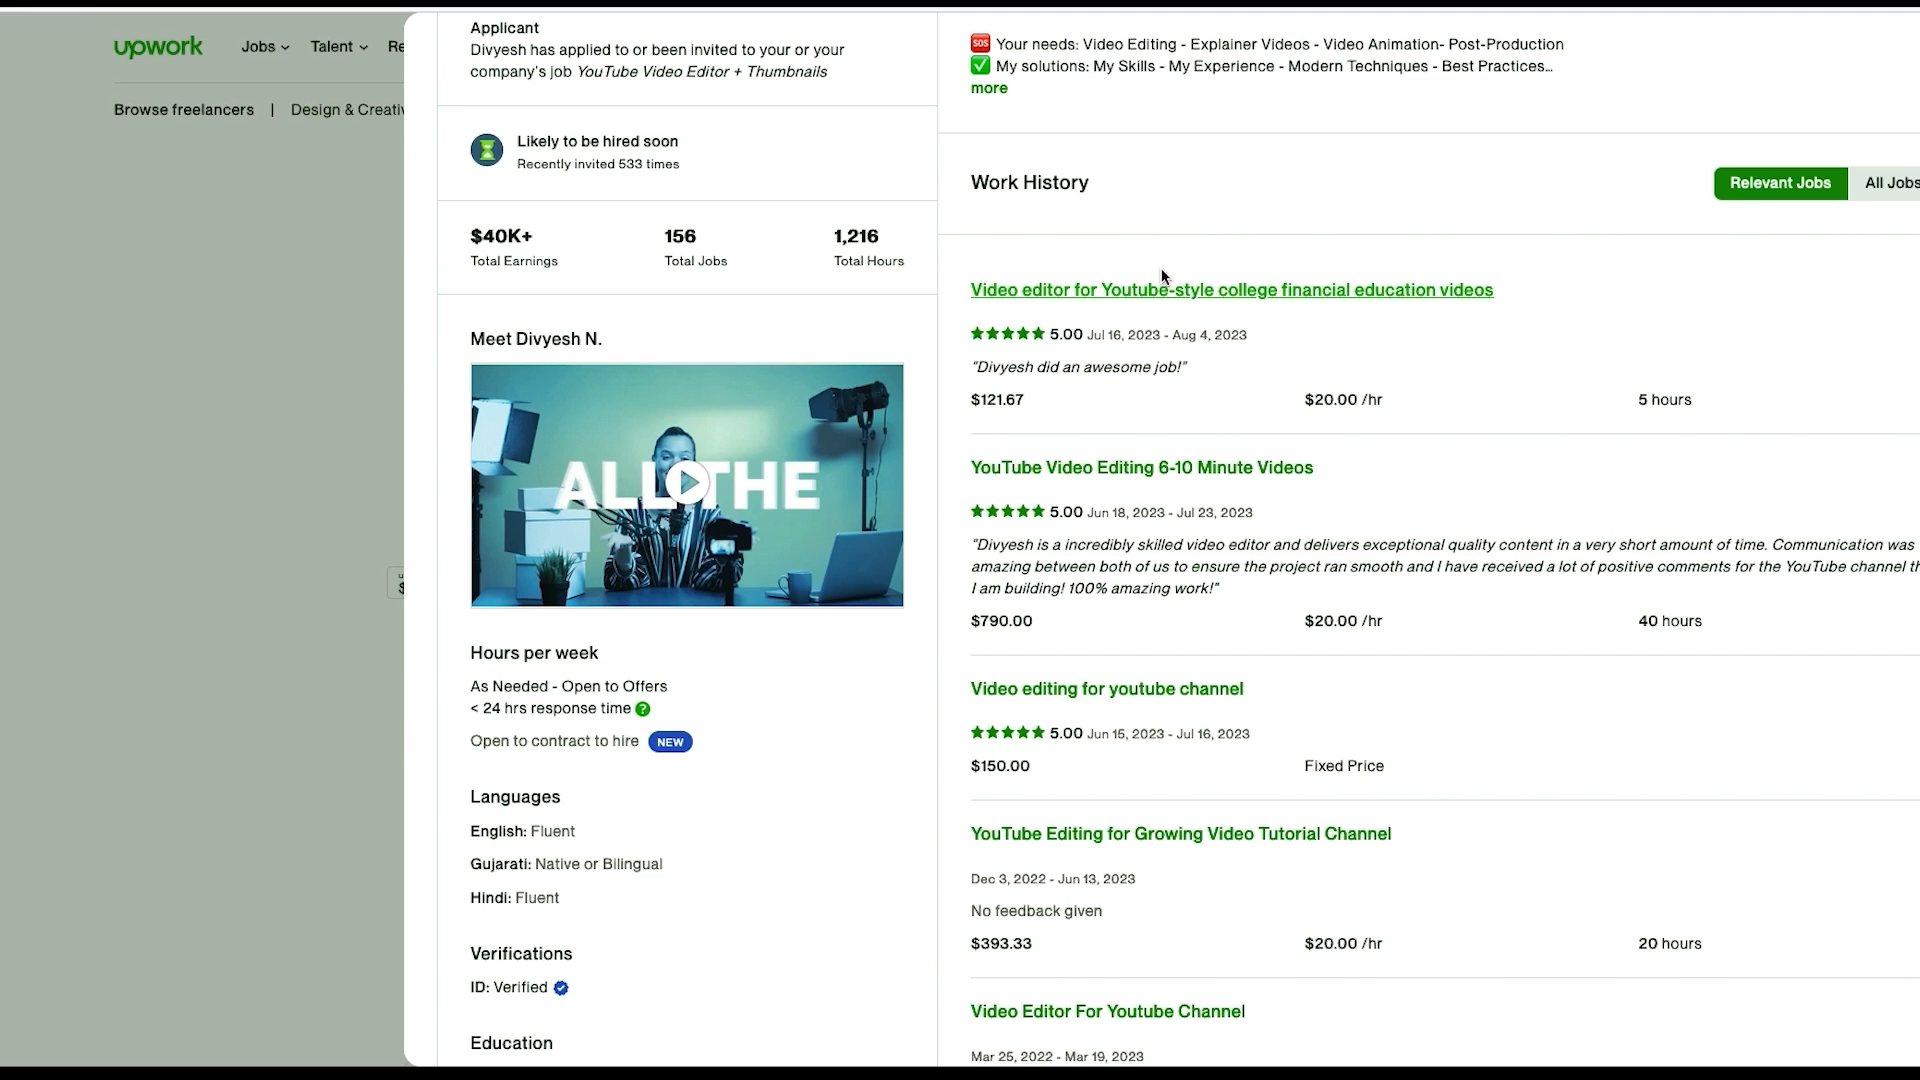 upwork
Jobs
Talent
Re
Browse freelancers | Design & Creativ
Applicant
Divyesh has applied to or been invited to your or your
company's job YouTube Video Editor + Thumbnails
Likely to be hired soon
Recently invited 533 times
$40K+
Total Earnings
156
Total Jobs
1,216
Total Hours
Meet Divyesh N.
ALL THE
Hours per week
As Needed - Open to Offers
< 24 hrs response time ?
Open to contract to hire NEW
Languages
English: Fluent
Gujarati: Native or Bilingual
Hindi: Fluent
Verifications
ID: Verified
Education
SOS Your needs: Video Editing - Explainer Videos - Video Animation- Post-Production
✅ My solutions: My Skills - My Experience - Modern Techniques - Best Practices…
more
Work History
Relevant Jobs
All Jobs
Video editor for Youtube-style college financial education videos
5.00 Jul 16, 2023 - Aug 4, 2023
"Divyesh did an awesome job!"
$121.67 $20.00 /hr 5 hours
YouTube Video Editing 6-10 Minute Videos
5.00 Jun 18, 2023 - Jul 23, 2023
"Divyesh is a incredibly skilled video editor and delivers exceptional quality content in a very short amount of time. Communication was
amazing between both of us to ensure the project ran smooth and I have received a lot of positive comments for the YouTube channel th
I am building! 100% amazing work!"
$790.00 $20.00 /hr 40 hours
Video editing for youtube channel
5.00 Jun 15, 2023 - Jul 16, 2023
$150.00 Fixed Price
YouTube Editing for Growing Video Tutorial Channel
Dec 3, 2022 - Jun 13, 2023
No feedback given
$393.33 $20.00 /hr 20 hours
Video Editor For Youtube Channel
Mar 25, 2022 - Mar 19, 2023